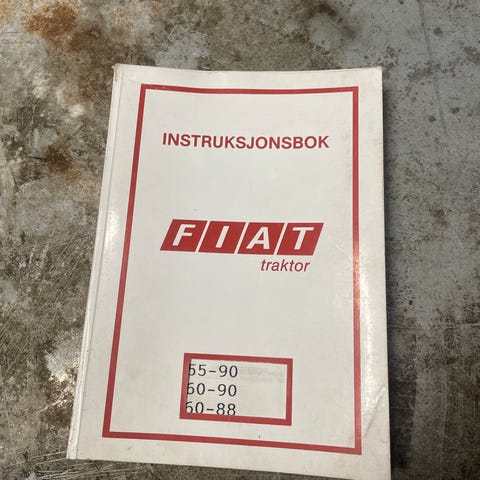 INSTRUKSJONSBOK
FIAT
traktor
55-90
60-90
60-88